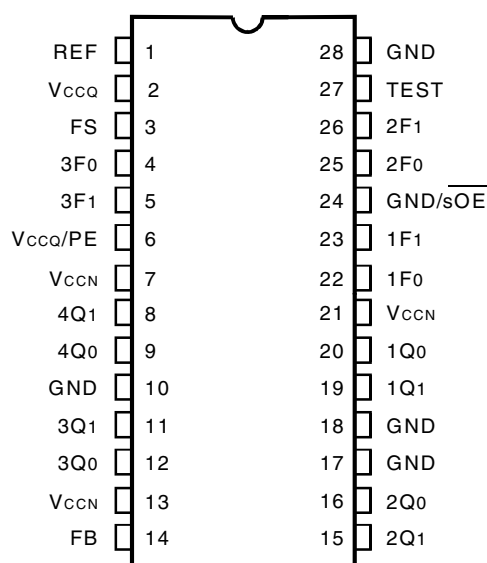 REF 1 28 GND
VCCQ 2 27 TEST
FS 3 26 2F1
3F0 4 25 2F0
3F1 5 24 GND/sOE
VCCQ/PE 6 23 1F1
VCCN 7 22 1F0
4Q1 8 21 VCCN
4Q0 9 20 1Q0
GND 10 19 1Q1
3Q1 11 18 GND
3Q0 12 17 GND
VCCN 13 16 2Q0
FB 14 15 2Q1